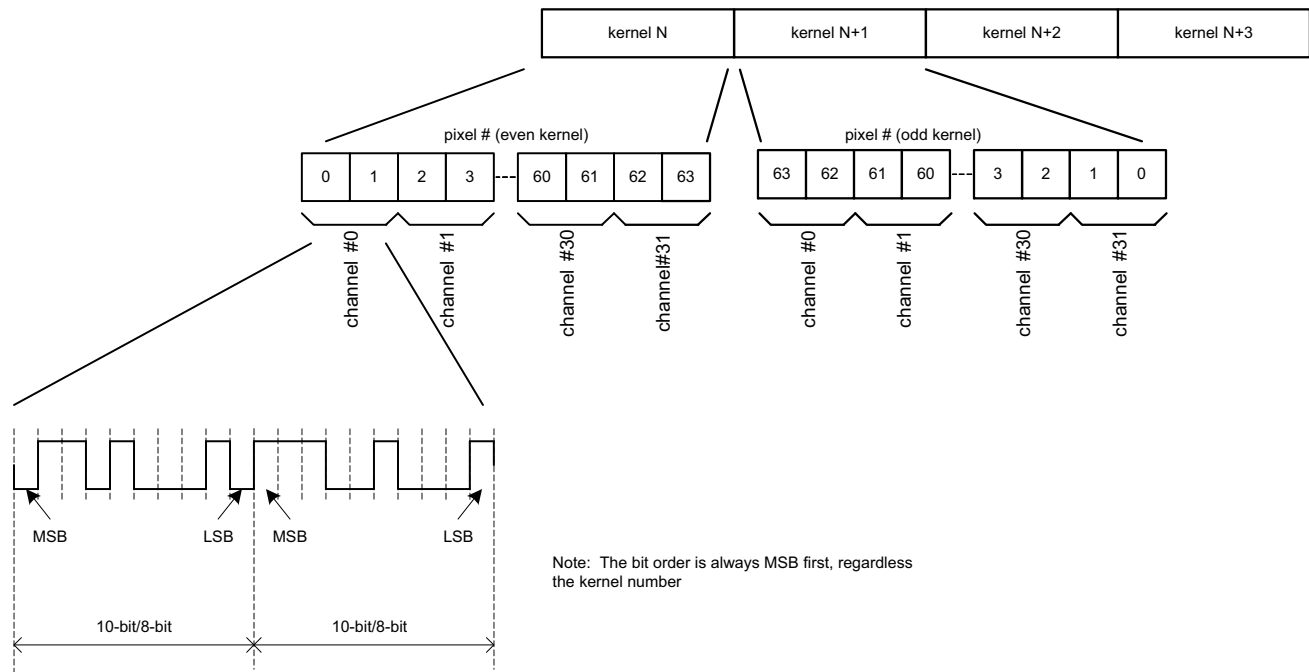 kernel N kernel N+1 kernel N+2 kernel N+3
pixel # (even kernel) pixel # (odd kernel)
0 1 2 3 60 61 62 63 63 62 61 60 3 2 1 0
channel #0
channel #1
channel #30
channel#31
channel #0
channel #1
channel #30
channel #31
MSB LSB MSB LSB
Note: The bit order is always MSB first, regardless
the kernel number
10-bit/8-bit 10-bit/8-bit